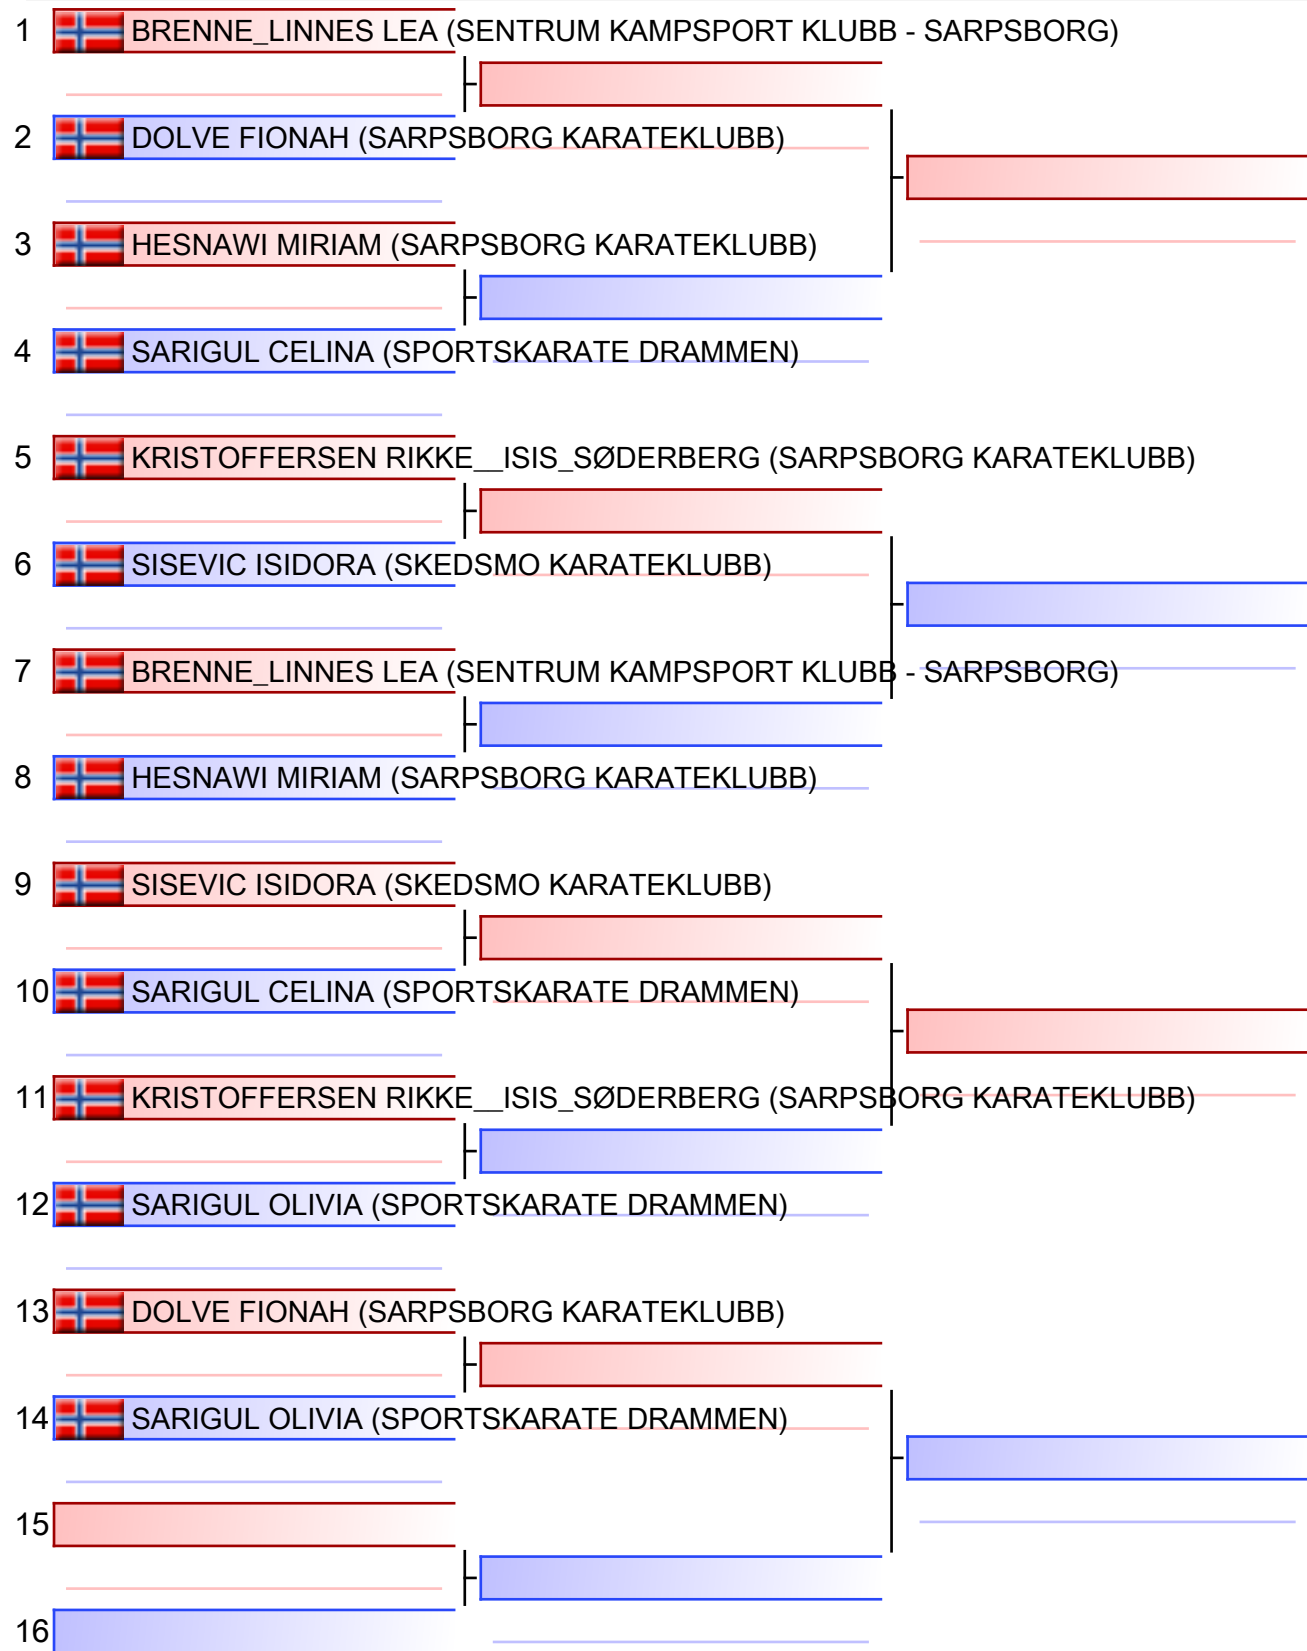 1 BRENNE_LINNES LEA (SENTRUM KAMPSPORT KLUBB - SARPSBORG)
2 DOLVE FIONAH (SARPSBORG KARATEKLUBB)
3 HESNAWI MIRIAM (SARPSBORG KARATEKLUBB)
4 SARIGUL CELINA (SPORTSKARATE DRAMMEN)
5 KRISTOFFERSEN RIKKE__ISIS_SØDERBERG (SARPSBORG KARATEKLUBB)
6 SISEVIC ISIDORA (SKEDSMO KARATEKLUBB)
7 BRENNE_LINNES LEA (SENTRUM KAMPSPORT KLUBB - SARPSBORG)
8 HESNAWI MIRIAM (SARPSBORG KARATEKLUBB)
9 SISEVIC ISIDORA (SKEDSMO KARATEKLUBB)
10 SARIGUL CELINA (SPORTSKARATE DRAMMEN)
11 KRISTOFFERSEN RIKKE__ISIS_SØDERBERG (SARPSBORG KARATEKLUBB)
12 SARIGUL OLIVIA (SPORTSKARATE DRAMMEN)
13 DOLVE FIONAH (SARPSBORG KARATEKLUBB)
14 SARIGUL OLIVIA (SPORTSKARATE DRAMMEN)
15
16